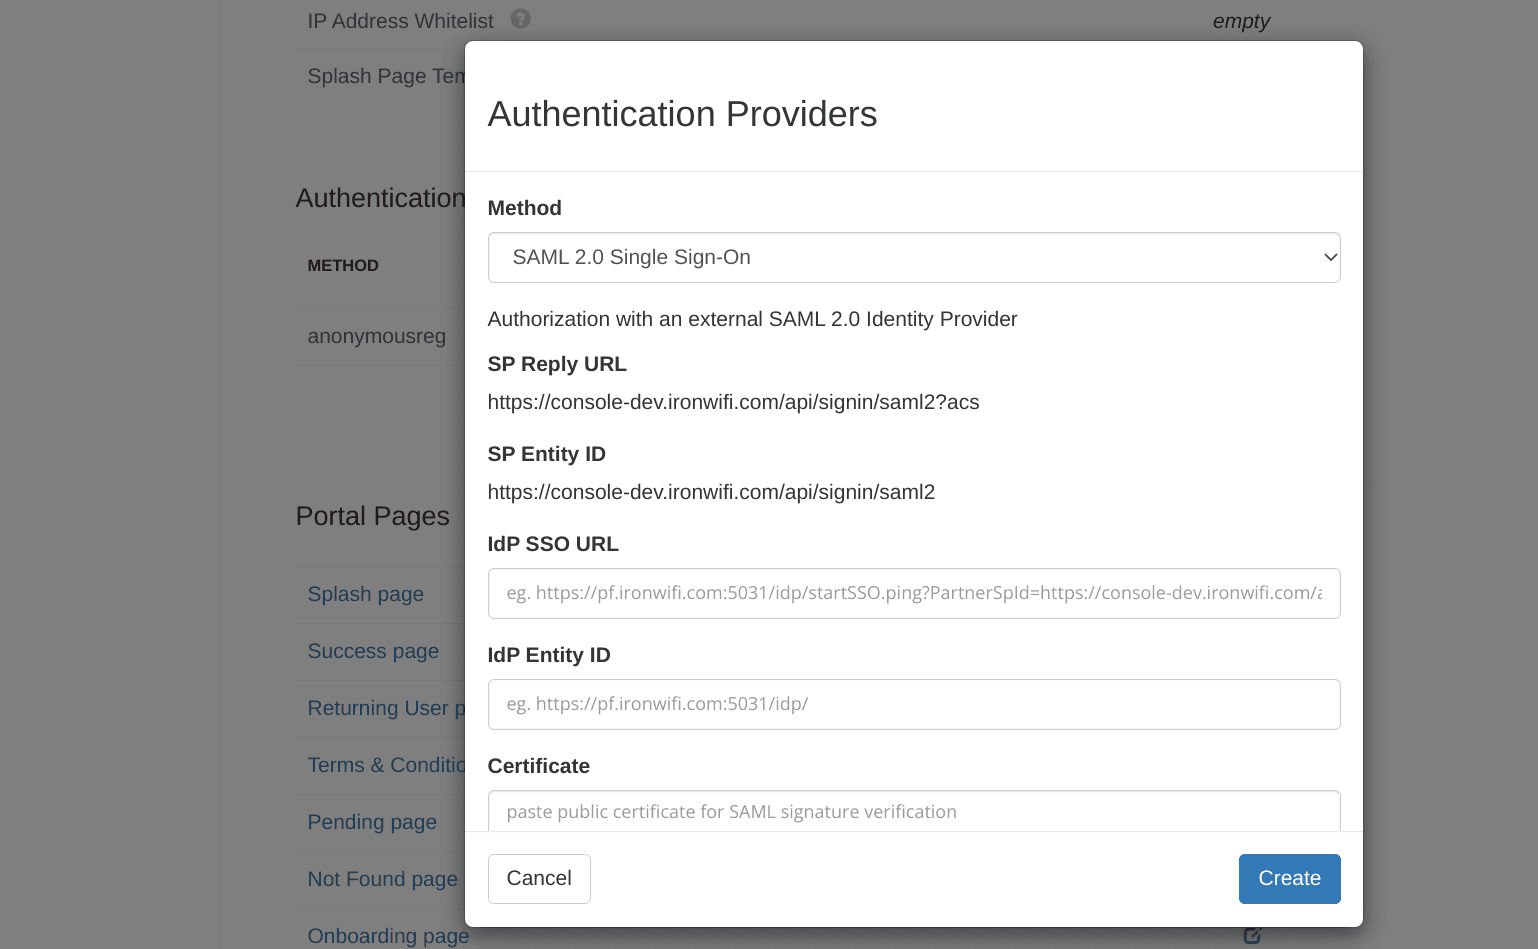 IP Address Whitelist ?
empty
Splash Page Tem
Authentication Providers
Authentication
METHOD
anonymousreg
Portal Pages
Splash page
Success page
Returning User p
Terms & Conditio
Pending page
Not Found page
Onboarding page
Method
SAML 2.0 Single Sign-On
Authorization with an external SAML 2.0 Identity Provider
SP Reply URL
https://console-dev.ironwifi.com/api/signin/saml2?acs
SP Entity ID
https://console-dev.ironwifi.com/api/signin/saml2
IdP SSO URL
eg. https://pf.ironwifi.com:5031/idp/startSSO.ping?PartnerSpId=https://console-dev.ironwifi.com/a
IdP Entity ID
eg. https://pf.ironwifi.com:5031/idp/
Certificate
paste public certificate for SAML signature verification
Cancel
Create